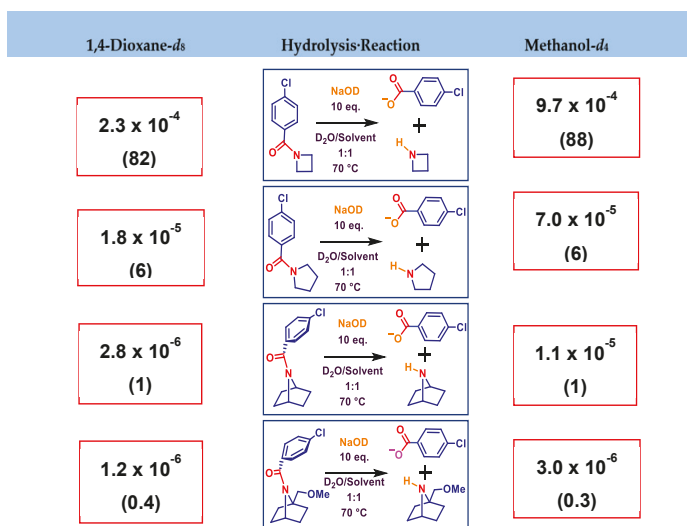 1,4-Dioxane-d8 Hydrolysis·Reaction Methanol-d4
2.3 x 10-4
(82)
Cl
O
N
NaOD
10 eq.
D2O/Solvent
1:1
70 °C
O
-O
Cl
+
H
N
9.7 x 10-4
(88)
1.8 x 10-5
(6)
Cl
O
N
NaOD
10 eq.
D2O/Solvent
1:1
70 °C
O
-O
Cl
+
H
N
7.0 x 10-5
(6)
2.8 x 10-6
(1)
Cl
O
N
NaOD
10 eq.
D2O/Solvent
1:1
70 °C
O
-O
Cl
+
H
N
1.1 x 10-5
(1)
1.2 x 10-6
(0.4)
Cl
O
N
OMe
NaOD
10 eq.
D2O/Solvent
1:1
70 °C
O
-O
Cl
+
H
N
OMe
3.0 x 10-6
(0.3)